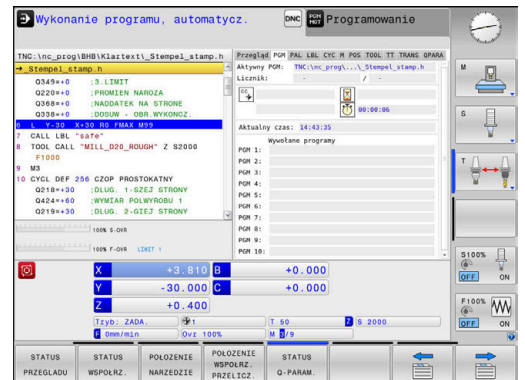 Wykonanie programu, automatycz.
DNC
PGM
MOT
Programowanie
TNC:\nc_prog\BHB\Klartext\_Stempel_stamp.h
→_Stempel_stamp.h
Q349=+0 ;3.LIMIT
Q220=+0 ;PROMIEN NAROZA
Q368=+0 ;NADDATEK NA STRONE
Q338=+0 ;DOSUW - OBR.WYKONCZ.
6 L Y-30 X+30 R0 FMAX M99
7 CALL LBL "safe"
8 TOOL CALL "MILL_D20_ROUGH" Z S2000
F1000
9 M3
10 CYCL DEF 256 CZOP PROSTOKATNY
Q218=+30 ;DLUG. 1-SZEJ STRONY
Q424=+60 ;WYMIAR POLWYROBU 1
Q219=+30 ;DLUG. 2-GIEJ STRONY
100% S-OVR
100% F-OVR LIMIT 1
Przegląd PGM PAL LBL CYC M POS TOOL TT TRANS OPARA
Aktywny PGM: TNC:\nc_prog\...\_Stempel_stamp.h
Licznik: - / -
CC
00:00:06
Aktualny czas: 14:43:35
Wywołane programy
PGM 1:
PGM 2:
PGM 3:
PGM 4:
PGM 5:
PGM 6:
PGM 7:
PGM 8:
PGM 9:
PGM 10:
X +3.810 B +0.000
Y -30.000 C +0.000
Z +0.400
Tryb: ZADA. 1 T 50 Z S 2000
F 0mm/min Ovr 100% M 5/9
M
S
T
S100%
OFF ON
F100%
OFF ON
STATUS PRZEGLADU
STATUS WSPOŁRZ.
POŁOZENIE NARZEDZIE
POŁOZENIE WSPOŁRZ. PRZELICZ.
STATUS Q-PARAM.